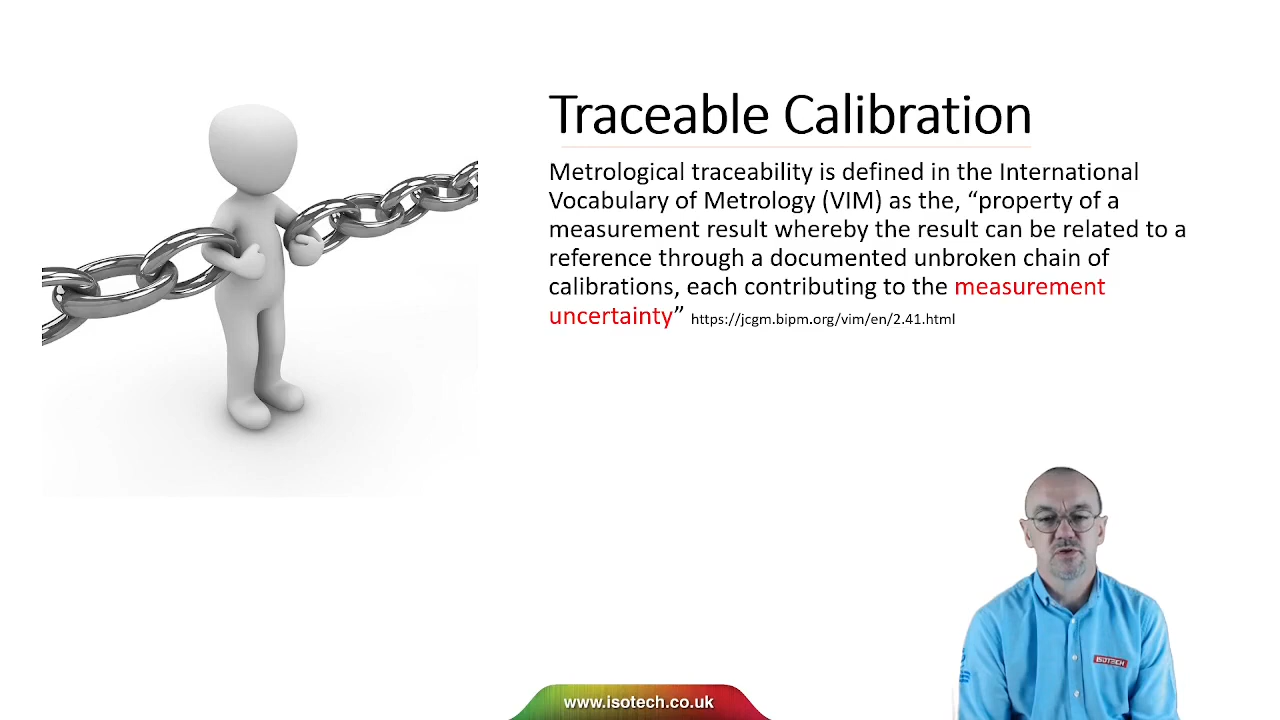 Traceable Calibration
Metrological traceability is defined in the International
Vocabulary of Metrology (VIM) as the, “property of a
measurement result whereby the result can be related to a
reference through a documented unbroken chain of
calibrations, each contributing to the measurement
uncertainty” https://jcgm.bipm.org/vim/en/2.41.html
ISOTECH
www.isotech.co.uk